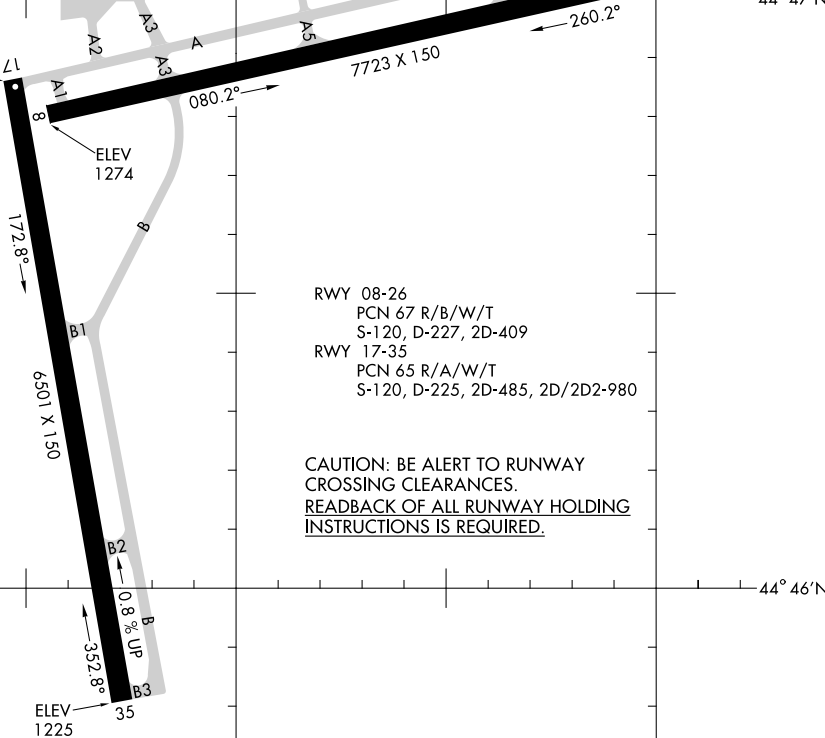 44° 47'N
A3
A2
A
A5
A3
260.2°
7723 X 150
17
A1
080.2°
8
ELEV
1274
B
172.8°
RWY 08-26
PCN 67 R/B/W/T
S-120, D-227, 2D-409
RWY 17-35
PCN 65 R/A/W/T
S-120, D-225, 2D-485, 2D/2D2-980
B1
6501 X 150
CAUTION: BE ALERT TO RUNWAY
CROSSING CLEARANCES.
READBACK OF ALL RUNWAY HOLDING
INSTRUCTIONS IS REQUIRED.
B2
44° 46'N
0.8 % UP
B
352.8°
B3
ELEV
1225
35